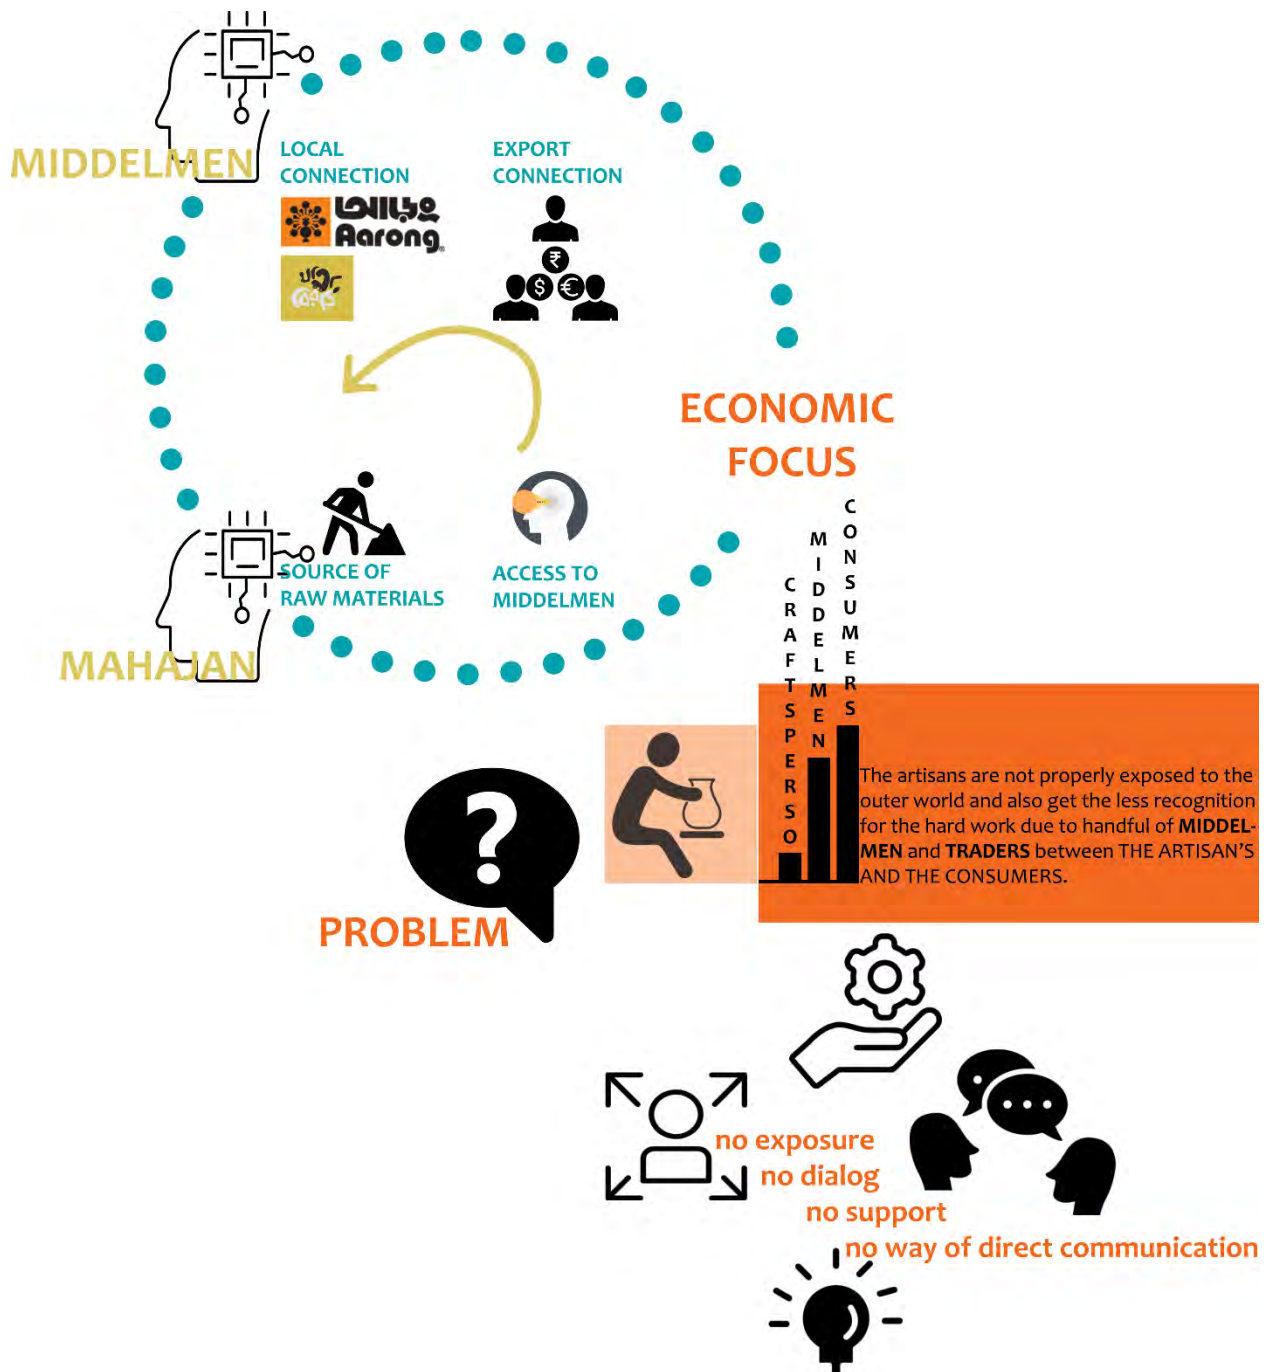 MIDDELMEN
LOCAL
CONNECTION
EXPORT
CONNECTION
আড়ং
Aarong
ECONOMIC
FOCUS
SOURCE OF
RAW MATERIALS
ACCESS TO
MIDDELMEN
MAHAJAN
CRAFTSPERSO
MIDDELMEN
CONSUMERS
The artisans are not properly exposed to the
outer world and also get the less recognition
for the hard work due to handful of MIDDEL-
MEN and TRADERS between THE ARTISAN'S
AND THE CONSUMERS.
PROBLEM
no exposure
no dialog
no support
no way of direct communication